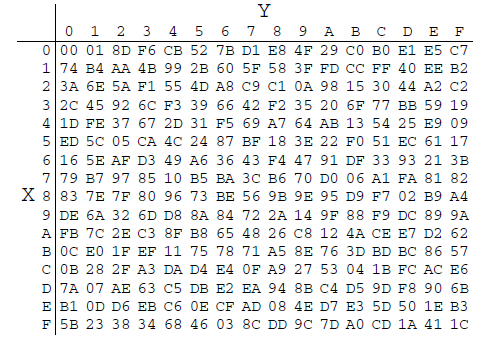 Y
0 1 2 3 4 5 6 7 8 9 A B C D E F
0 00 01 8D F6 CB 52 7B D1 E8 4F 29 C0 B0 E1 E5 C7
1 74 B4 AA 4B 99 2B 60 5F 58 3F FD CC FF 40 EE B2
2 3A 6E 5A F1 55 4D A8 C9 C1 0A 98 15 30 44 A2 C2
3 2C 45 92 6C F3 39 66 42 F2 35 20 6F 77 BB 59 19
4 1D FE 37 67 2D 31 F5 69 A7 64 AB 13 54 25 E9 09
5 ED 5C 05 CA 4C 24 87 BF 18 3E 22 F0 51 EC 61 17
6 16 5E AF D3 49 A6 36 43 F4 47 91 DF 33 93 21 3B
7 79 B7 97 85 10 B5 BA 3C B6 70 D0 06 A1 FA 81 82
X 8 83 7E 7F 80 96 73 BE 56 9B 9E 95 D9 F7 02 B9 A4
9 DE 6A 32 6D D8 8A 84 72 2A 14 9F 88 F9 DC 89 9A
A FB 7C 2E C3 8F B8 65 48 26 C8 12 4A CE E7 D2 62
B 0C E0 1F EF 11 75 78 71 A5 8E 76 3D BD BC 86 57
C 0B 28 2F A3 DA D4 E4 0F A9 27 53 04 1B FC AC E6
D 7A 07 AE 63 C5 DB E2 EA 94 8B C4 D5 9D F8 90 6B
E B1 0D D6 EB C6 0E CF AD 08 4E D7 E3 5D 50 1E B3
F 5B 23 38 34 68 46 03 8C DD 9C 7D A0 CD 1A 41 1C